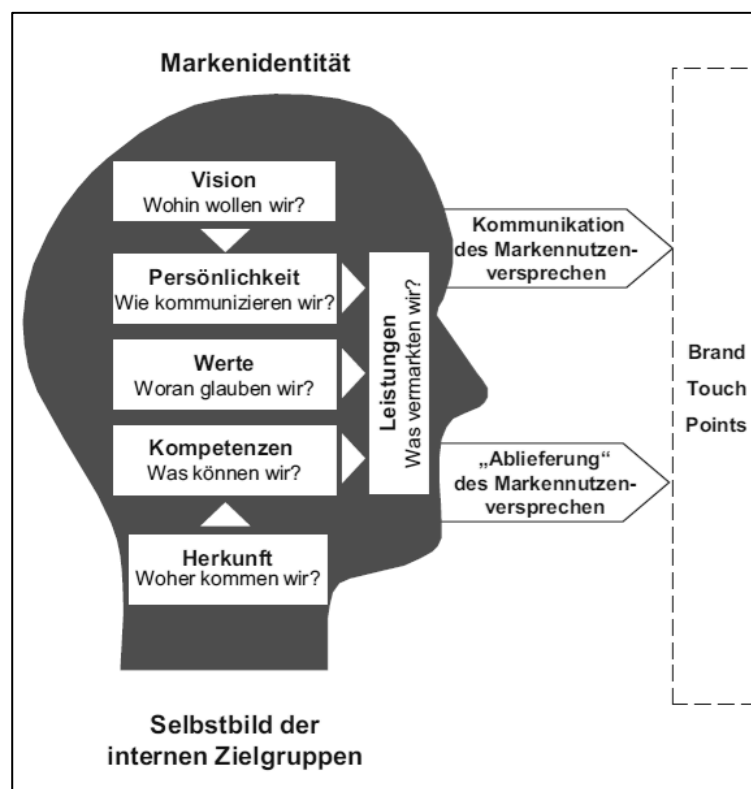 Markenidentität
Vision
Wohin wollen wir?
Persönlichkeit
Wie kommunizieren wir?
Werte
Woran glauben wir?
Kompetenzen
Was können wir?
Herkunft
Woher kommen wir?
Leistungen
Was vermarkten wir?
Kommunikation
des Markennutzen-
versprechen
„Ablieferung“
des Markennutzen-
versprechen
Brand
Touch
Points
Selbstbild der
internen Zielgruppen